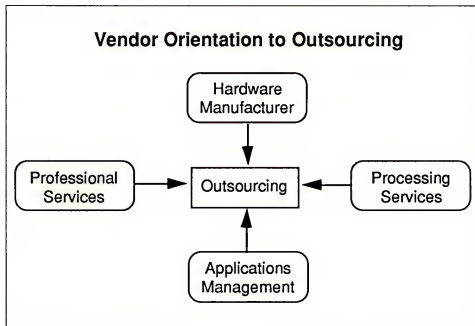 Vendor Orientation to Outsourcing
Hardware
Manufacturer
Professional
Services
Outsourcing
Processing
Services
Applications
Management